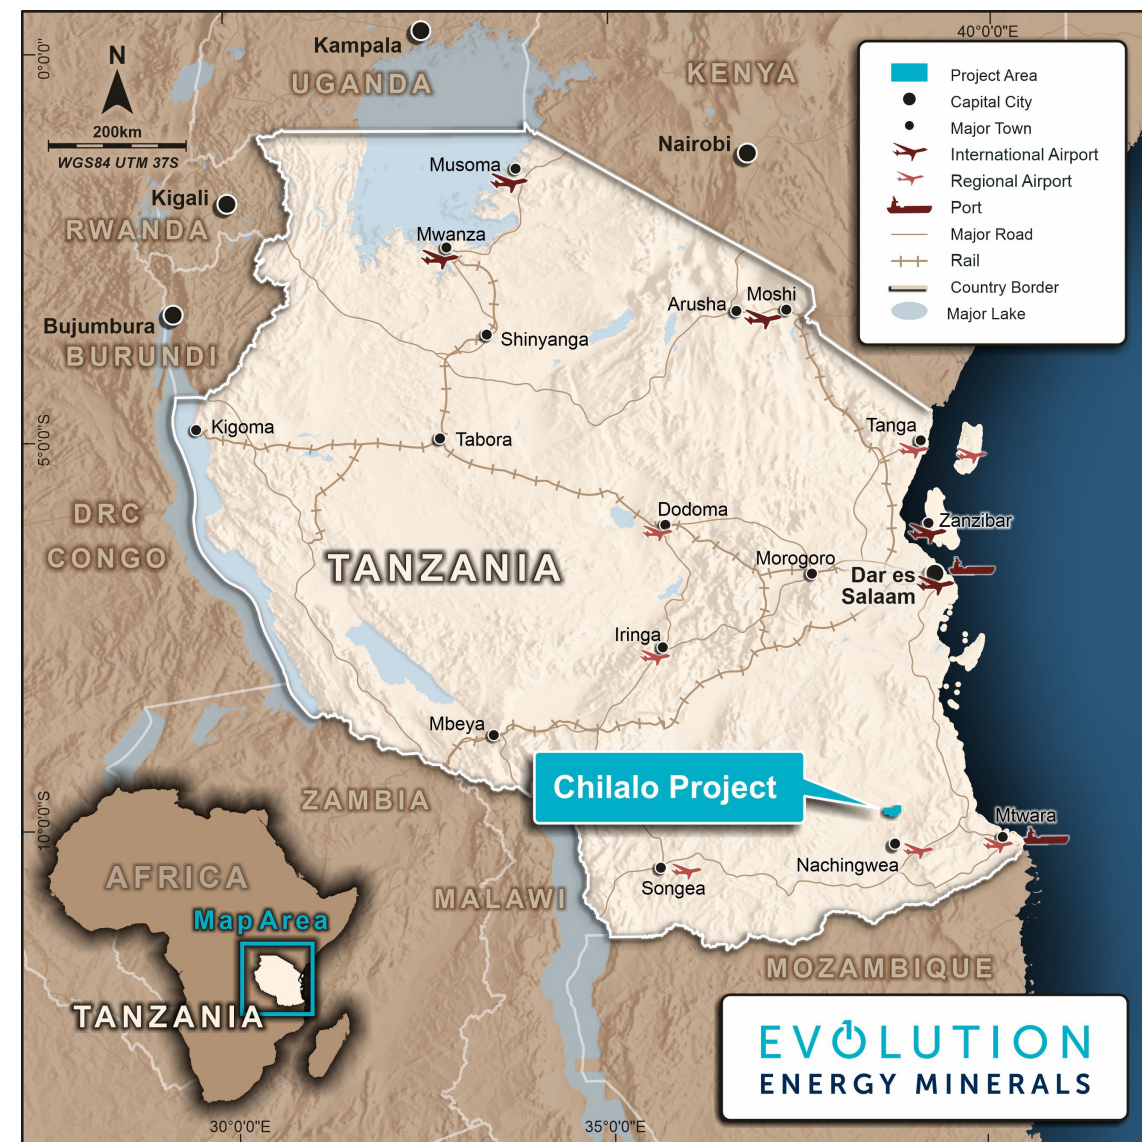 40°0'0"E
0°0'0"
N
200km
WGS84 UTM 37S
Kampala
UGANDA
KENYA
Nairobi
Kigali
RWANDA
Bujumbura
BURUNDI
Project Area
Capital City
Major Town
International Airport
Regional Airport
Port
Major Road
Rail
Country Border
Major Lake
Musoma
Mwanza
Arusha
Moshi
Shinyanga
Kigoma
Tabora
Tanga
5°0'0"S
DRC
CONGO
Dodoma
Zanzibar
TANZANIA
Morogoro
Dar es
Salaam
Iringa
Mbeya
Chilalo Project
ZAMBIA
10°0'0"S
Mtwara
Nachingwea
Songea
MALAWI
MOZAMBIQUE
AFRICA
Map Area
TANZANIA
EVOLUTION
ENERGY MINERALS
30°0'0"E
35°0'0"E